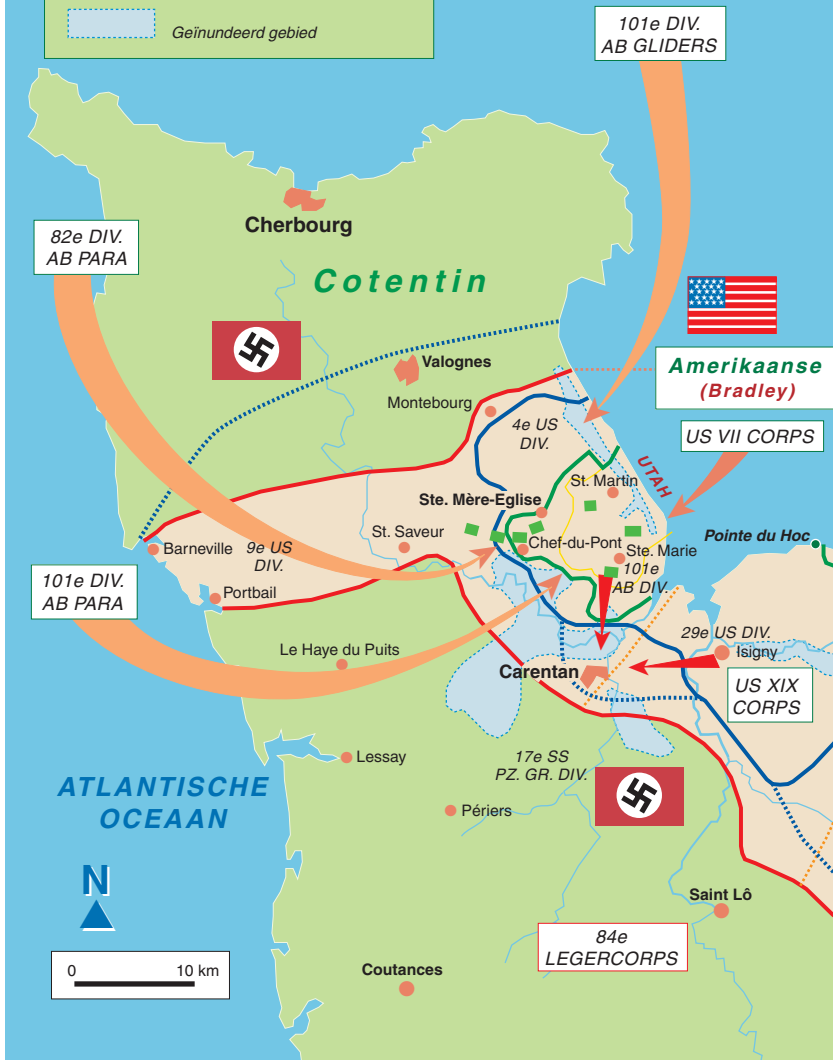 Geïnundeerd gebied
101e DIV.
AB GLIDERS
Cherbourg
82e DIV.
AB PARA
Cotentin
Valognes
Amerikaanse
(Bradley)
Montebourg
4e US
DIV.
US VII CORPS
UTAH
St. Martin
Ste. Mère-Eglise
St. Saveur
Chef-du-Pont
Ste. Marie
Pointe du Hoc
Barneville
9e US
DIV.
101e
AB DIV.
101e DIV.
AB PARA
Portbail
29e US DIV.
Isigny
Le Haye du Puits
Carentan
US XIX
CORPS
Lessay
17e SS
PZ. GR. DIV.
ATLANTISCHE
OCEAAN
Périers
N
Saint Lô
84e
LEGERCORPS
0 10 km
Coutances